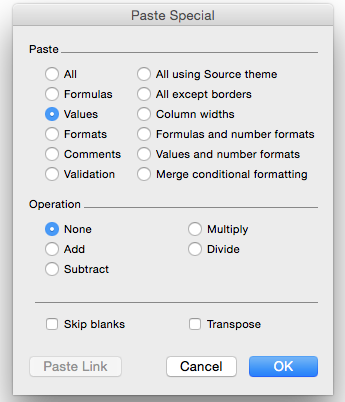 Paste Special
Paste
All
All using Source theme
Formulas
All except borders
Values
Column widths
Formats
Formulas and number formats
Comments
Values and number formats
Validation
Merge conditional formatting
Operation
None
Multiply
Add
Divide
Subtract
Skip blanks
Transpose
Paste Link
Cancel
OK